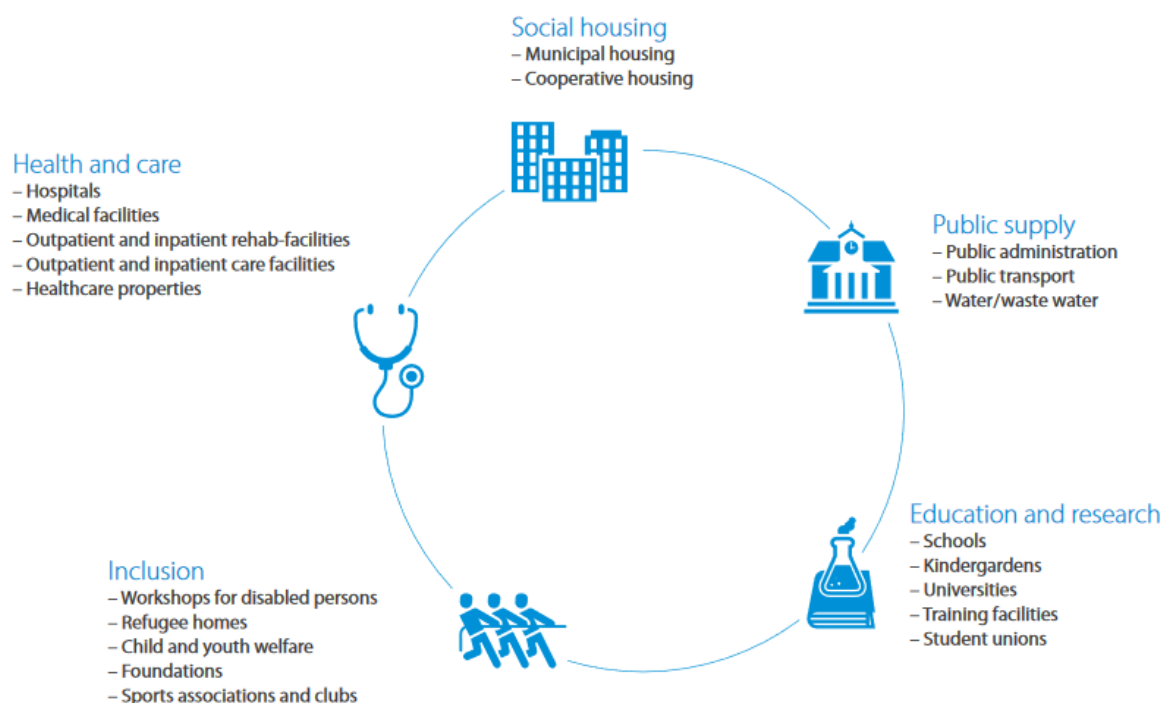 Social housing
– Municipal housing
– Cooperative housing
Health and care
– Hospitals
– Medical facilities
– Outpatient and inpatient rehab-facilities
– Outpatient and inpatient care facilities
– Healthcare properties
Public supply
– Public administration
– Public transport
– Water/waste water
Education and research
– Schools
– Kindergardens
– Universities
– Training facilities
– Student unions
Inclusion
– Workshops for disabled persons
– Refugee homes
– Child and youth welfare
– Foundations
– Sports associations and clubs